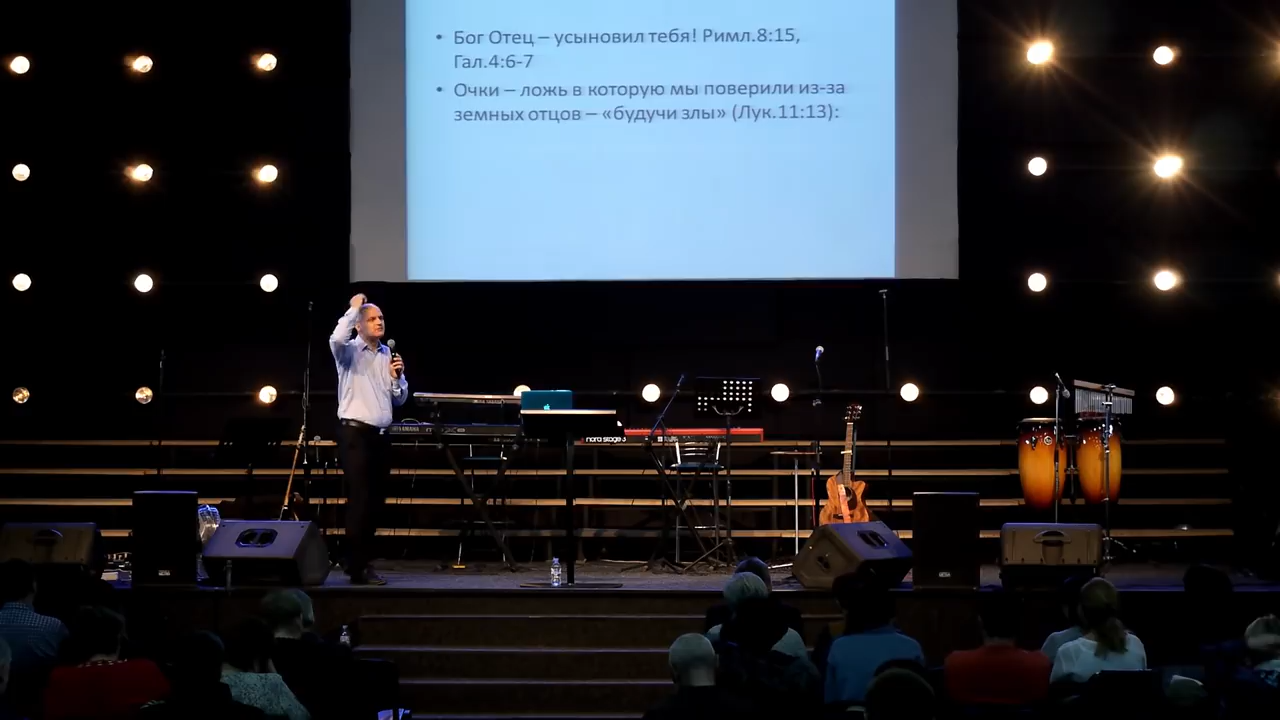 • Бог Отец – усыновил тебя! Римл.8:15,
Гал.4:6-7
• Очки – ложь в которую мы поверили из-за
земных отцов – «будучи злы» (Лук.11:13):
nord stage 3